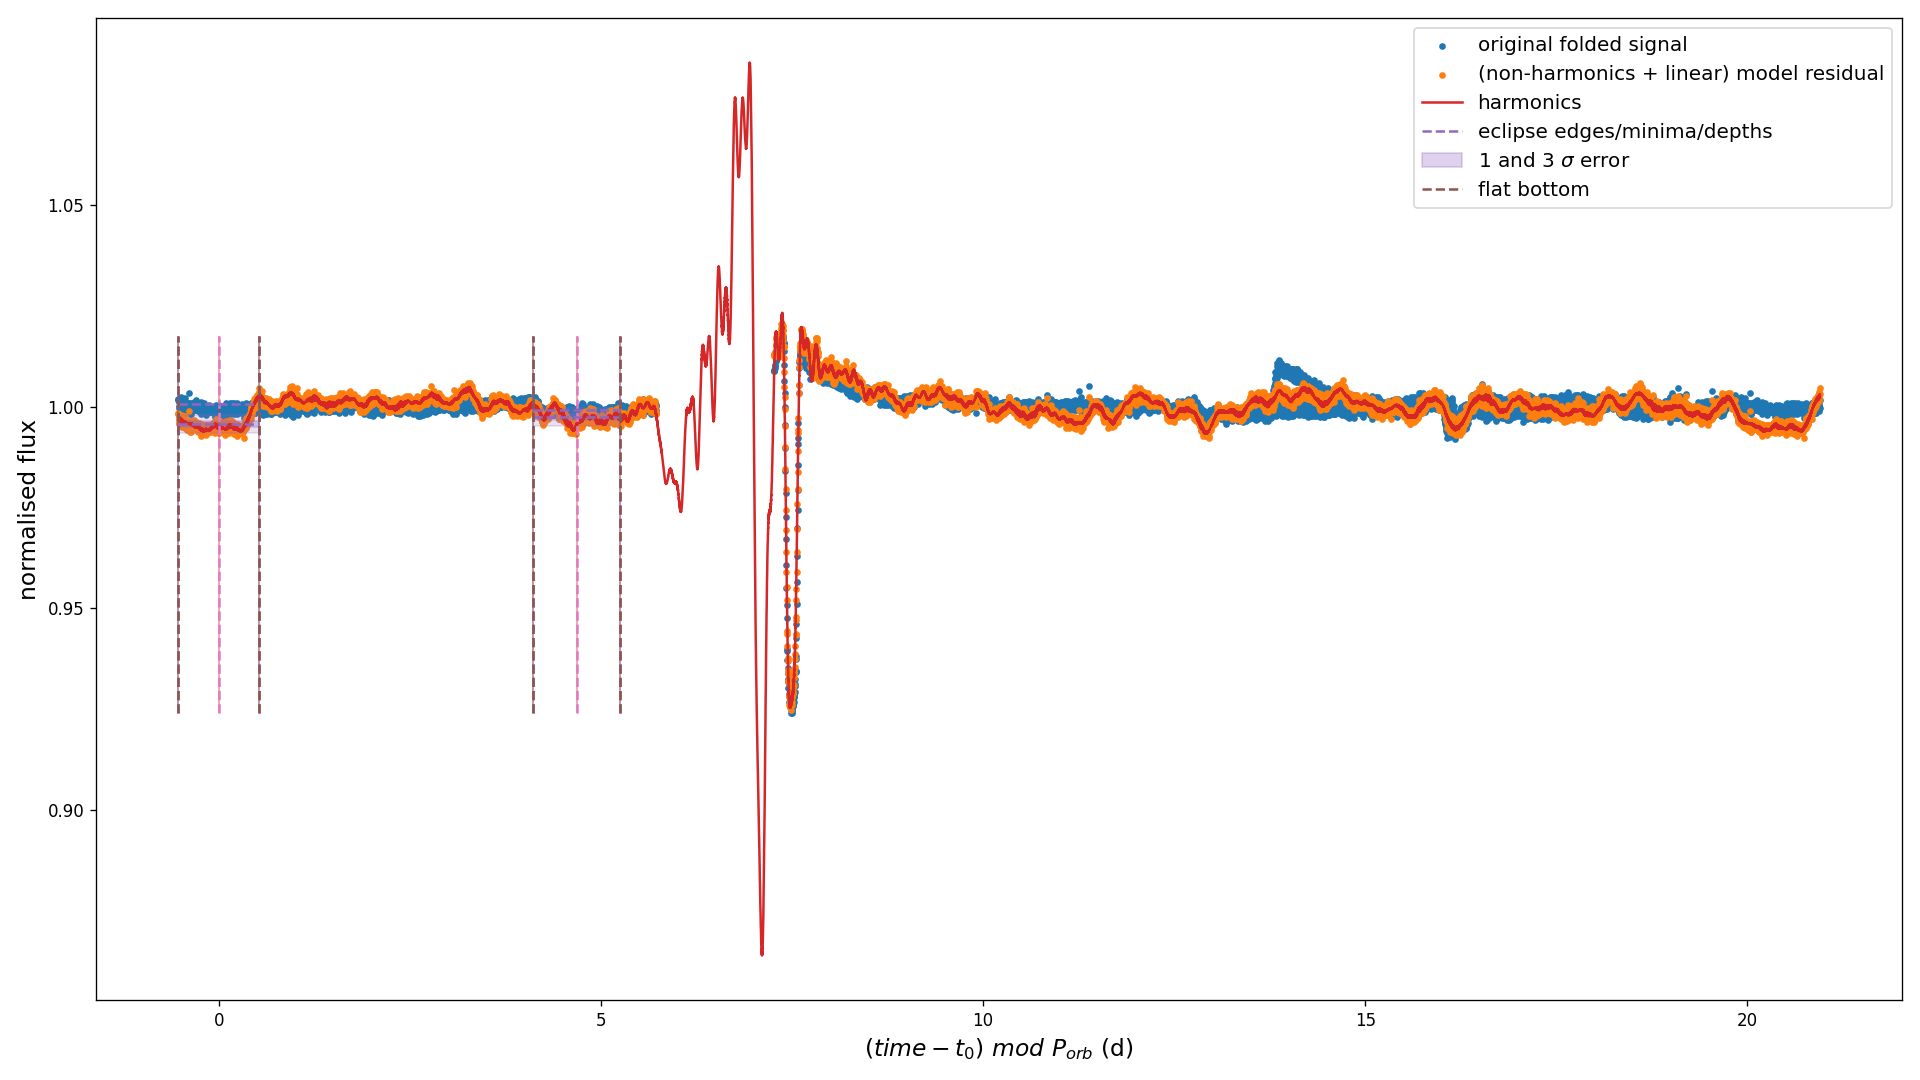 original folded signal
(non-harmonics + linear) model residual
harmonics
eclipse edges/minima/depths
1 and 3 σ error
flat bottom
1.05
1.00
0.95
0.90
normalised flux
0 5 10 15 20
(time − t₀) mod P_orb (d)